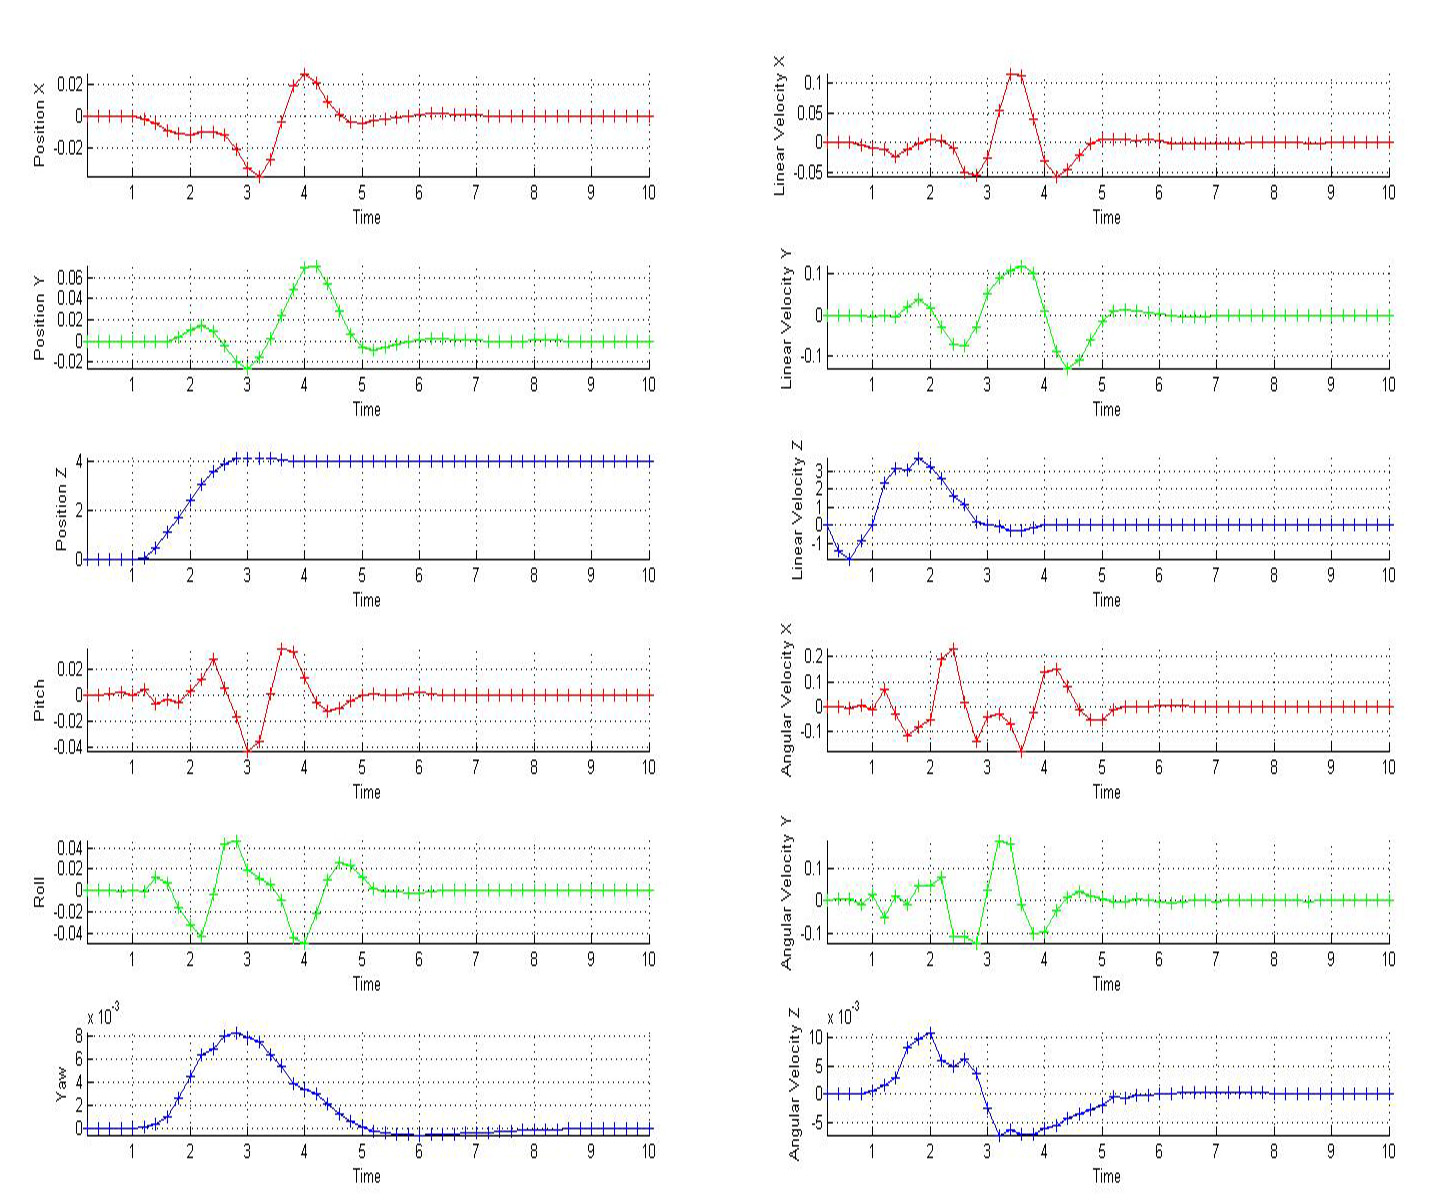 Position X
0.02
0
-0.02
1 2 3 4 5 6 7 8 9 10
Time
Linear Velocity X
0.1
0.05
0
-0.05
1 2 3 4 5 6 7 8 9 10
Time
Position Y
0.06
0.04
0.02
0
-0.02
1 2 3 4 5 6 7 8 9 10
Time
Linear Velocity Y
0.1
0
-0.1
1 2 3 4 5 6 7 8 9 10
Time
Position Z
4
2
0
1 2 3 4 5 6 7 8 9 10
Time
Linear Velocity Z
3
2
1
0
-1
1 2 3 4 5 6 7 8 9 10
Time
Pitch
0.02
0
-0.02
-0.04
1 2 3 4 5 6 7 8 9 10
Time
Angular Velocity X
0.2
0.1
0
-0.1
1 2 3 4 5 6 7 8 9 10
Time
Roll
0.04
0.02
0
-0.02
-0.04
1 2 3 4 5 6 7 8 9 10
Time
Angular Velocity Y
0.1
0
-0.1
1 2 3 4 5 6 7 8 9 10
Time
Yaw
x 10^-3
8
6
4
2
0
1 2 3 4 5 6 7 8 9 10
Time
Angular Velocity Z
x 10^-3
10
5
0
-5
1 2 3 4 5 6 7 8 9 10
Time